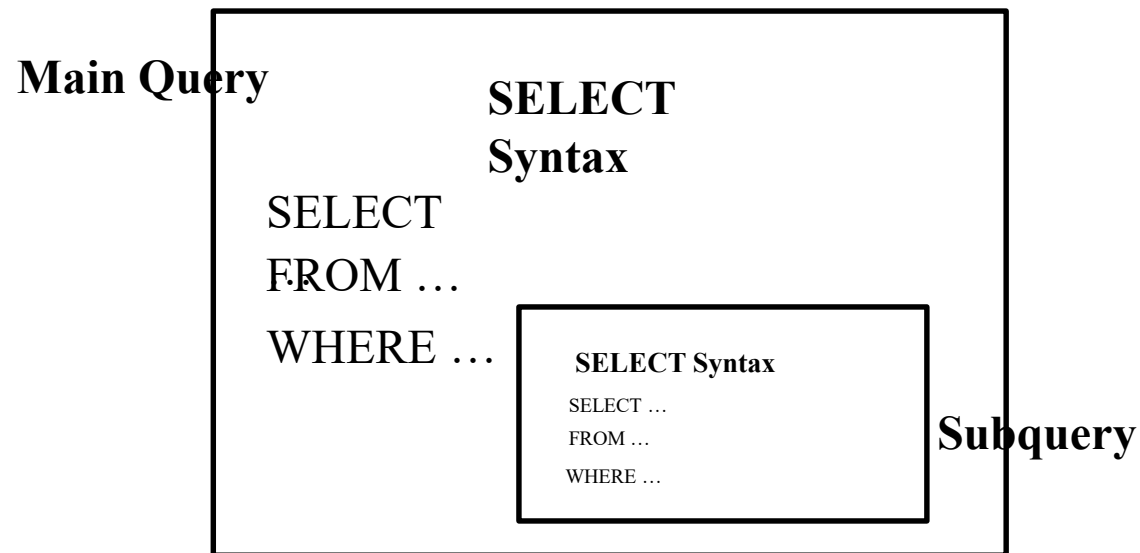 Main Query
SELECT
Syntax
SELECT
…
FROM …
WHERE …
SELECT Syntax
SELECT …
FROM …
WHERE …
Subquery